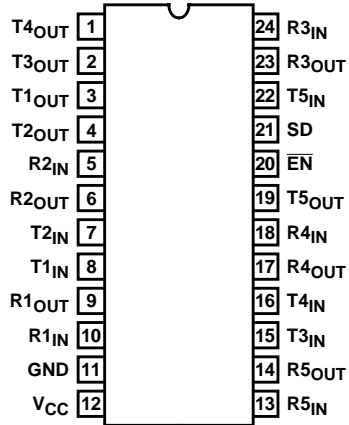 T4OUT 1 24 R3IN
T3OUT 2 23 R3OUT
T1OUT 3 22 T5IN
T2OUT 4 21 SD
R2IN 5 20 E̅N̅
R2OUT 6 19 T5OUT
T2IN 7 18 R4IN
T1IN 8 17 R4OUT
R1OUT 9 16 T4IN
R1IN 10 15 T3IN
GND 11 14 R5OUT
VCC 12 13 R5IN